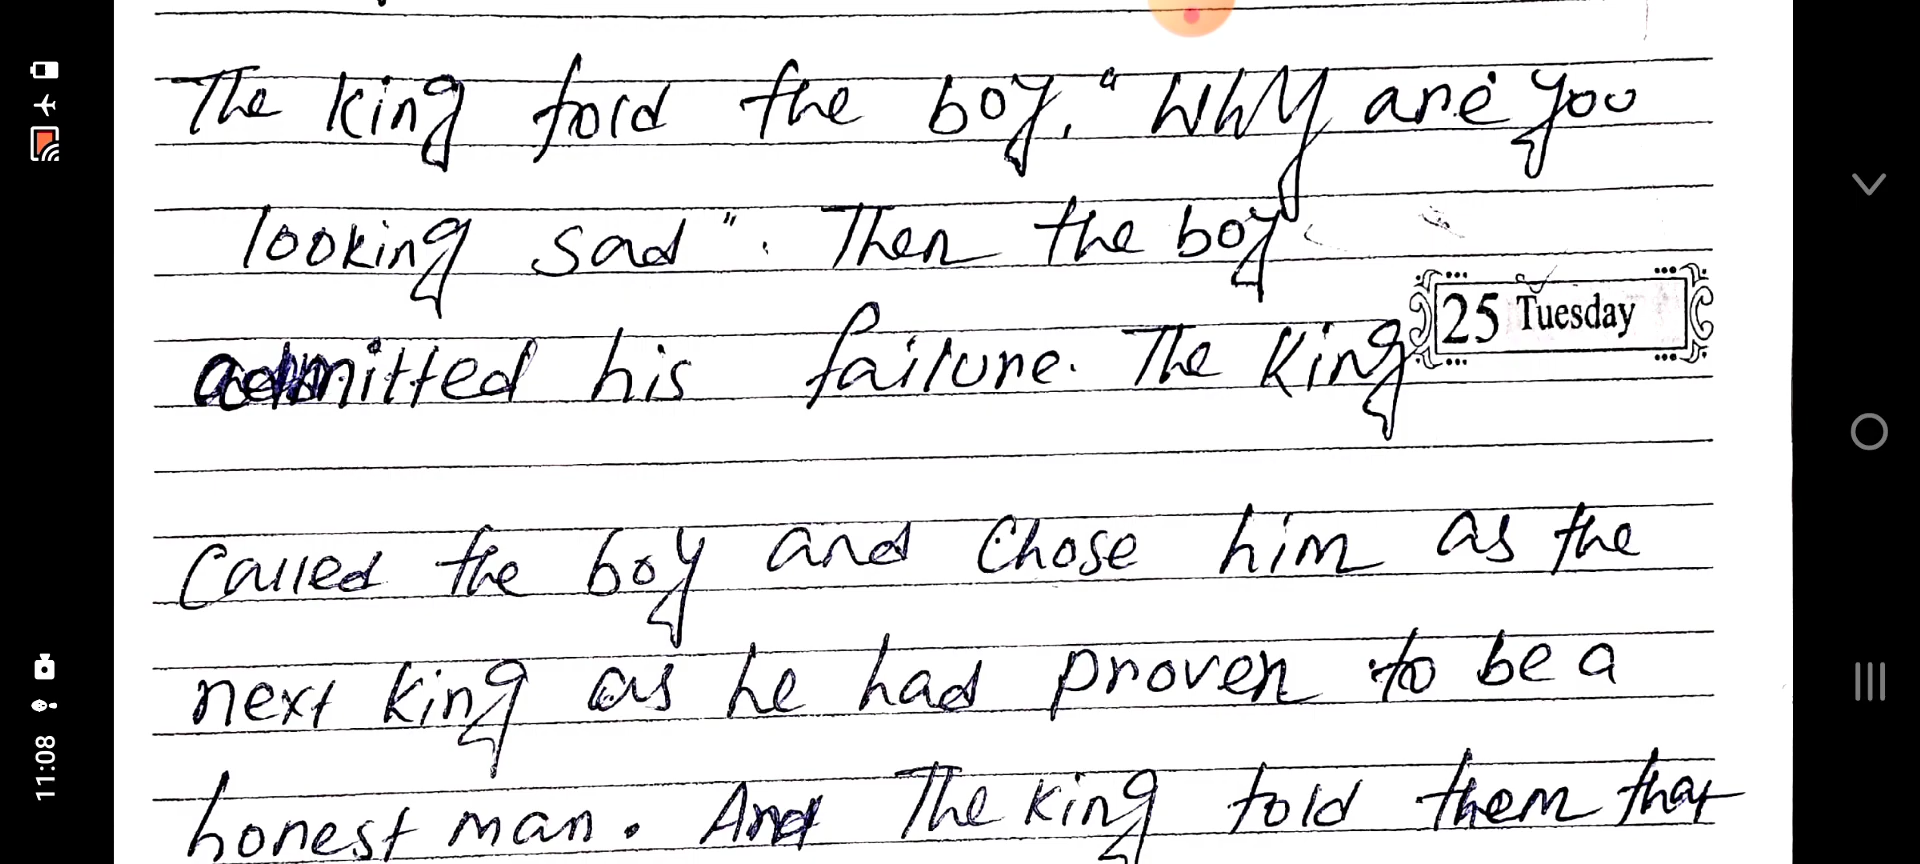 The king told the boy, "Why are you
looking sad". Then the boy
25 Tuesday
admitted his failure. The king
Called the boy and Chose him as the
next king as he had proven to be a
honest man. And The king told them that
11:08